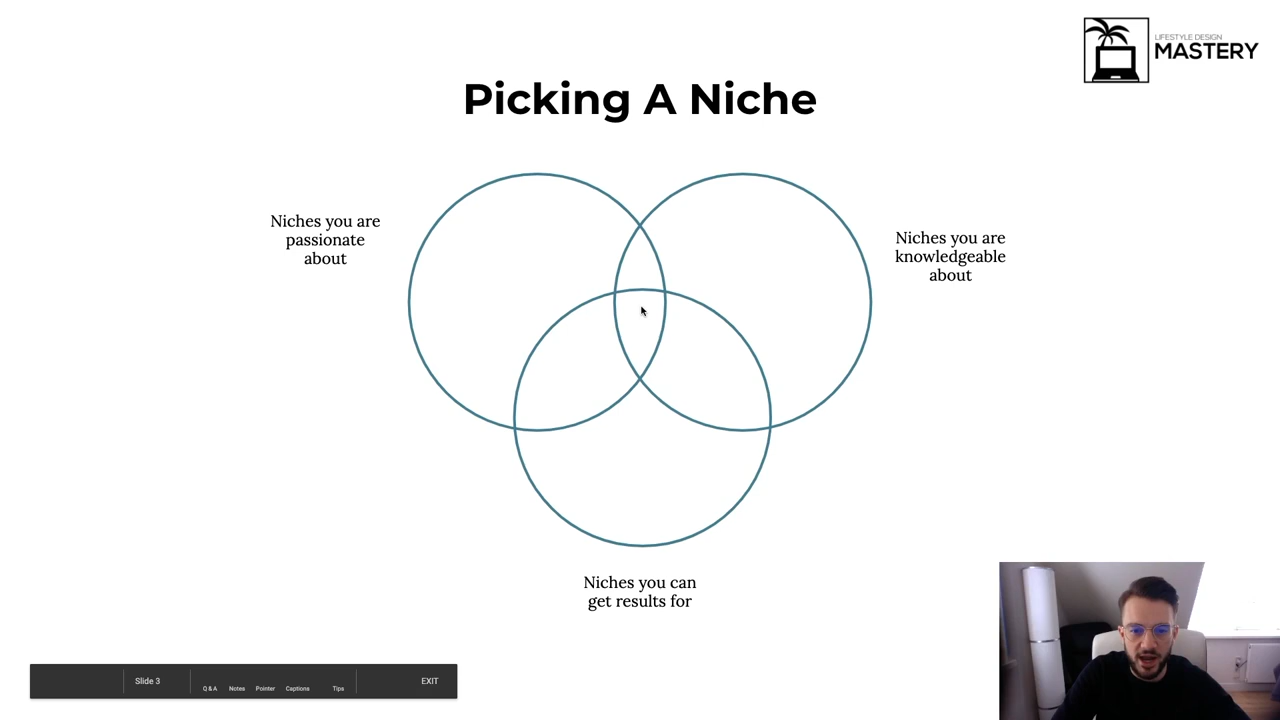 LIFESTYLE DESIGN
MASTERY
Picking A Niche
Niches you are
passionate
about
Niches you are
knowledgeable
about
Niches you can
get results for
Slide 3
Q & A
Notes
Pointer
Captions
Tips
EXIT